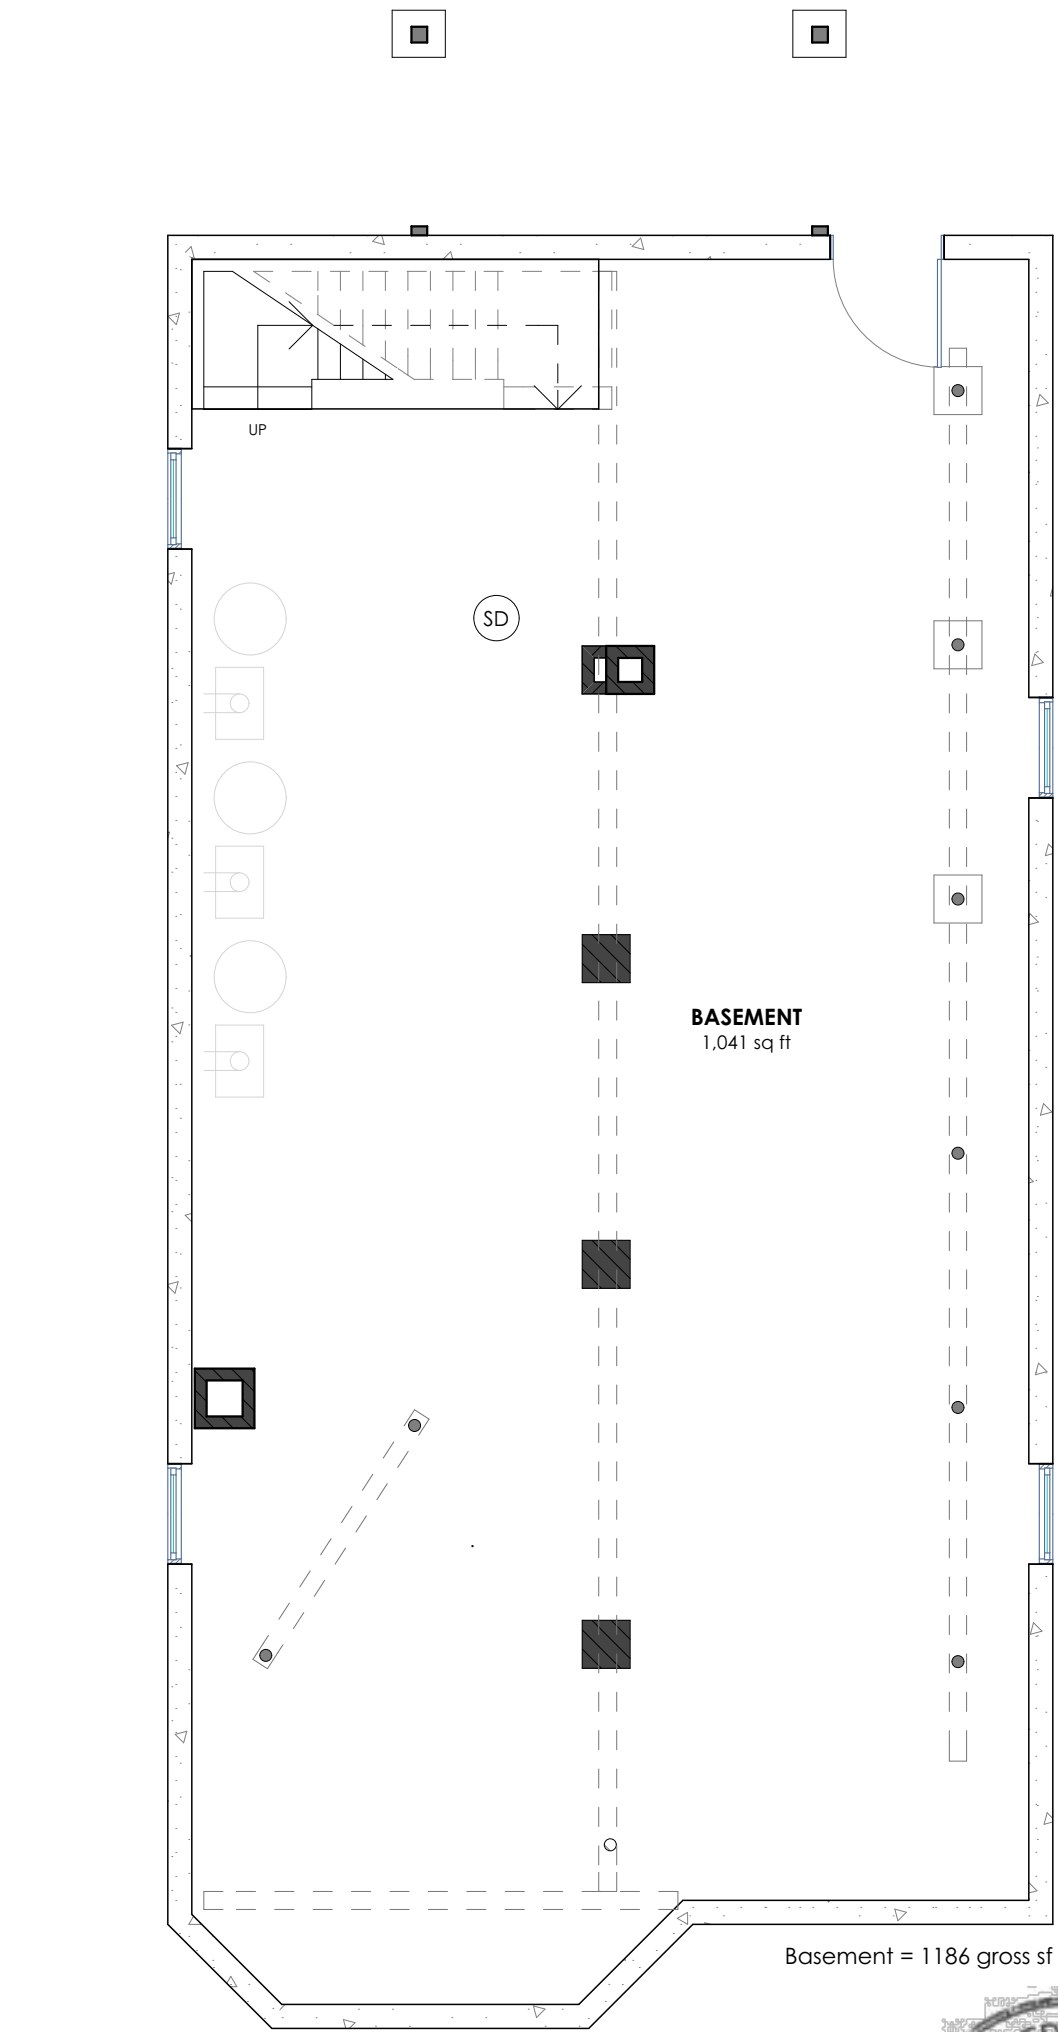 UP
SD
BASEMENT
1,041 sq ft
Basement = 1186 gross sf